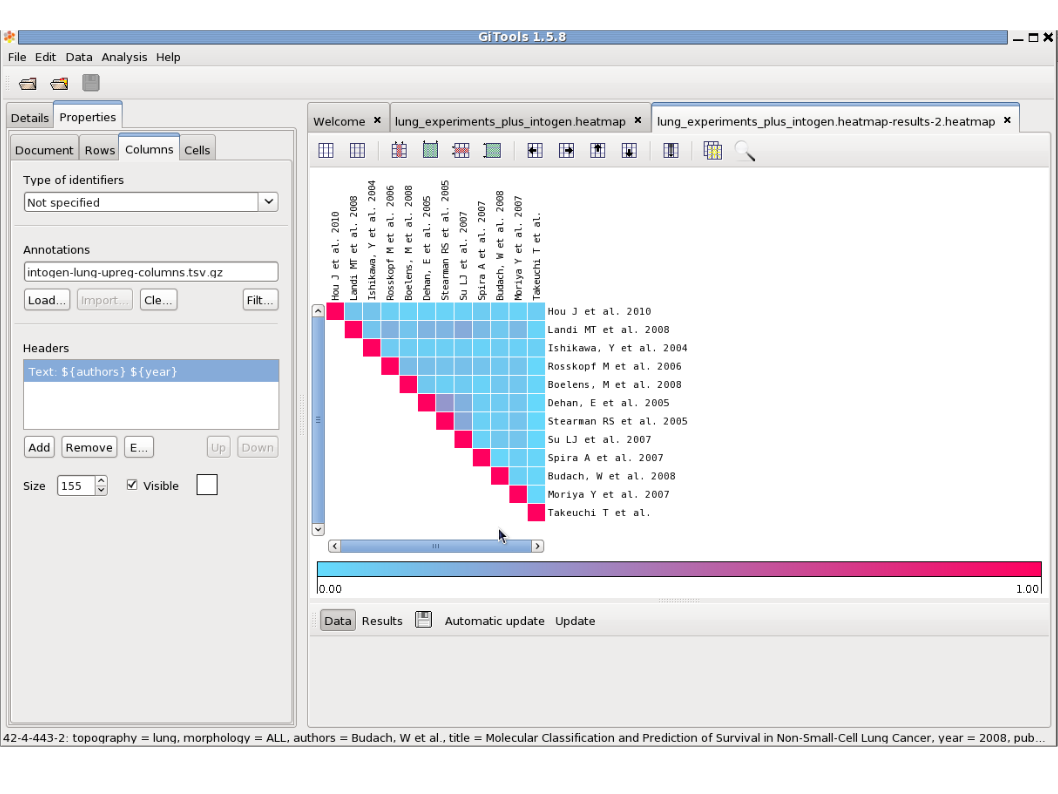 GiTools 1.5.8
File Edit Data Analysis Help
Details Properties
Welcome lung_experiments_plus_intogen.heatmap lung_experiments_plus_intogen.heatmap-results-2.heatmap
Document Rows Columns Cells
Type of identifiers
Not specified
Annotations
intogen-lung-upreg-columns.tsv.gz
Load... Import... Cle... Filt...
Headers
Text: ${authors} ${year}
Add Remove E... Up Down
Size 155 Visible
Hou J et al. 2010
Landi MT et al. 2008
Ishikawa, Y et al. 2004
Rosskopf M et al. 2006
Boelens, M et al. 2008
Dehan, E et al. 2005
Stearman RS et al. 2005
Su LJ et al. 2007
Spira A et al. 2007
Budach, W et al. 2008
Moriya Y et al. 2007
Takeuchi T et al.
Hou J et al. 2010
Landi MT et al. 2008
Ishikawa, Y et al. 2004
Rosskopf M et al. 2006
Boelens, M et al. 2008
Dehan, E et al. 2005
Stearman RS et al. 2005
Su LJ et al. 2007
Spira A et al. 2007
Budach, W et al. 2008
Moriya Y et al. 2007
Takeuchi T et al.
0.00 1.00
Data Results Automatic update Update
42-4-443-2: topography = lung, morphology = ALL, authors = Budach, W et al., title = Molecular Classification and Prediction of Survival in Non-Small-Cell Lung Cancer, year = 2008, pub...